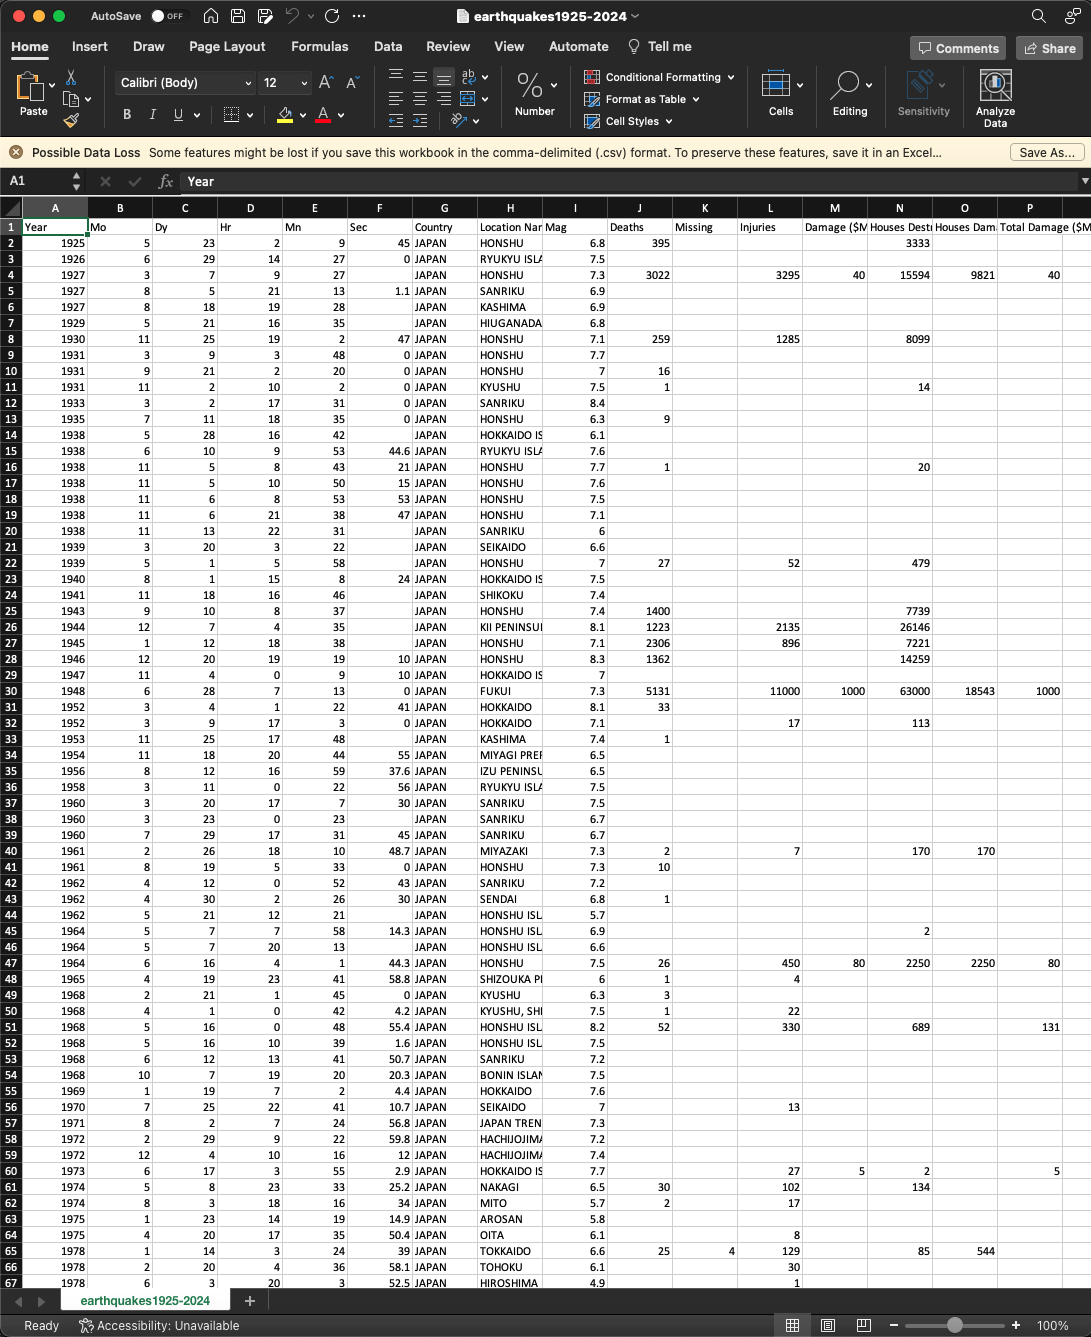 AutoSave OFF earthquakes1925-2024
Home Insert Draw Page Layout Formulas Data Review View Automate Tell me Comments Share
Paste Calibri (Body) 12 A A ab Number Conditional Formatting Format as Table Cell Styles Cells Editing Sensitivity Analyze Data
B I U A
Possible Data Loss Some features might be lost if you save this workbook in the comma-delimited (.csv) format. To preserve these features, save it in an Excel... Save As...
A1 fx Year
A B C D E F G H I J K L M N O P
1 Year Mo Dy Hr Mn Sec Country Location Nar Mag Deaths Missing Injuries Damage ($M Houses Destr Houses Dam Total Damage ($M
2 1925 5 23 2 9 45 JAPAN HONSHU 6.8 395 3333
3 1926 6 29 14 27 0 JAPAN RYUKYU ISLA 7.5
4 1927 3 7 9 27 JAPAN HONSHU 7.3 3022 3295 40 15594 9821 40
5 1927 8 5 21 13 1.1 JAPAN SANRIKU 6.9
6 1927 8 18 19 28 JAPAN KASHIMA 6.9
7 1929 5 21 16 35 JAPAN HIUGANADA 6.8
8 1930 11 25 19 2 47 JAPAN HONSHU 7.1 259 1285 8099
9 1931 3 9 3 48 0 JAPAN HONSHU 7.7
10 1931 9 21 2 20 0 JAPAN HONSHU 7 16
11 1931 11 2 10 2 0 JAPAN KYUSHU 7.5 1 14
12 1933 3 2 17 31 0 JAPAN SANRIKU 8.4
13 1935 7 11 18 35 0 JAPAN HONSHU 6.3 9
14 1938 5 28 16 42 JAPAN HOKKAIDO IS 6.1
15 1938 6 10 9 53 44.6 JAPAN RYUKYU ISLA 7.6
16 1938 11 5 8 43 21 JAPAN HONSHU 7.7 1 20
17 1938 11 5 10 50 15 JAPAN HONSHU 7.6
18 1938 11 6 8 53 53 JAPAN HONSHU 7.5
19 1938 11 6 21 38 47 JAPAN HONSHU 7.1
20 1938 11 13 22 31 JAPAN SANRIKU 6
21 1939 3 20 3 22 JAPAN SEIKAIDO 6.6
22 1939 5 1 5 58 JAPAN HONSHU 7 27 52 479
23 1940 8 1 15 8 24 JAPAN HOKKAIDO IS 7.5
24 1941 11 18 16 46 JAPAN SHIKOKU 7.4
25 1943 9 10 8 37 JAPAN HONSHU 7.4 1400 7739
26 1944 12 7 4 35 JAPAN KII PENINSUI 8.1 1223 2135 26146
27 1945 1 12 18 38 JAPAN HONSHU 7.1 2306 896 7221
28 1946 12 20 19 19 10 JAPAN HONSHU 8.3 1362 14259
29 1947 11 4 0 9 10 JAPAN HOKKAIDO IS 7
30 1948 6 28 7 13 0 JAPAN FUKUI 7.3 5131 11000 1000 63000 18543 1000
31 1952 3 4 1 22 41 JAPAN HOKKAIDO 8.1 33
32 1952 3 9 17 3 0 JAPAN HOKKAIDO 7.1 17 113
33 1953 11 25 17 48 JAPAN KASHIMA 7.4 1
34 1954 11 18 20 44 55 JAPAN MIYAGI PREF 6.5
35 1956 8 12 16 59 37.6 JAPAN IZU PENINSU 6.5
36 1958 3 11 0 22 56 JAPAN RYUKYU ISLA 7.5
37 1960 3 20 17 7 30 JAPAN SANRIKU 7.5
38 1960 3 23 0 23 JAPAN SANRIKU 6.7
39 1960 7 29 17 31 45 JAPAN SANRIKU 6.7
40 1961 2 26 18 10 48.7 JAPAN MIYAZAKI 7.3 2 7 170 170
41 1961 8 19 5 33 0 JAPAN HONSHU 7.3 10
42 1962 4 12 0 52 43 JAPAN SANRIKU 7.2
43 1962 4 30 2 26 30 JAPAN SENDAI 6.8 1
44 1962 5 21 12 21 JAPAN HONSHU ISL 5.7
45 1964 5 7 7 58 14.3 JAPAN HONSHU ISL 6.9 2
46 1964 5 7 20 13 JAPAN HONSHU ISL 6.6
47 1964 6 16 4 1 44.3 JAPAN HONSHU 7.5 26 450 80 2250 2250 80
48 1965 4 19 23 41 58.8 JAPAN SHIZOUKA P 6 1 4
49 1968 2 21 1 45 0 JAPAN KYUSHU 6.3 3
50 1968 4 1 0 42 4.2 JAPAN KYUSHU, SHI 7.5 1 22
51 1968 5 16 0 48 55.4 JAPAN HONSHU ISL 8.2 52 330 689 131
52 1968 5 16 10 39 1.6 JAPAN HONSHU ISL 7.5
53 1968 6 12 13 41 50.7 JAPAN SANRIKU 7.2
54 1968 10 7 19 20 20.3 JAPAN BONIN ISLAN 7.5
55 1969 1 19 7 2 4.4 JAPAN HOKKAIDO 7.6
56 1970 7 25 22 41 10.7 JAPAN SEIKAIDO 7 13
57 1971 8 2 7 24 56.8 JAPAN JAPAN TREN 7.3
58 1972 2 29 9 22 59.8 JAPAN HACHIJOJIMA 7.2
59 1972 12 4 10 16 12 JAPAN HACHIJOJIMA 7.4
60 1973 6 17 3 55 2.9 JAPAN HOKKAIDO IS 7.7 27 5 2 5
61 1974 5 8 23 33 25.2 JAPAN NAKAGI 6.5 30 102 134
62 1974 8 3 18 16 34 JAPAN MITO 5.7 2 17
63 1975 1 23 14 19 14.9 JAPAN AROSAN 5.8
64 1975 4 20 17 35 50.4 JAPAN OITA 6.1 8
65 1978 1 14 3 24 39 JAPAN TOKKAIDO 6.6 25 4 129 85 544
66 1978 2 20 4 36 58.1 JAPAN TOHOKU 6.1 30
67 1978 6 3 20 3 52.5 JAPAN HIROSHIMA 4.9 1
earthquakes1925-2024 +
Ready Accessibility: Unavailable − + 100%